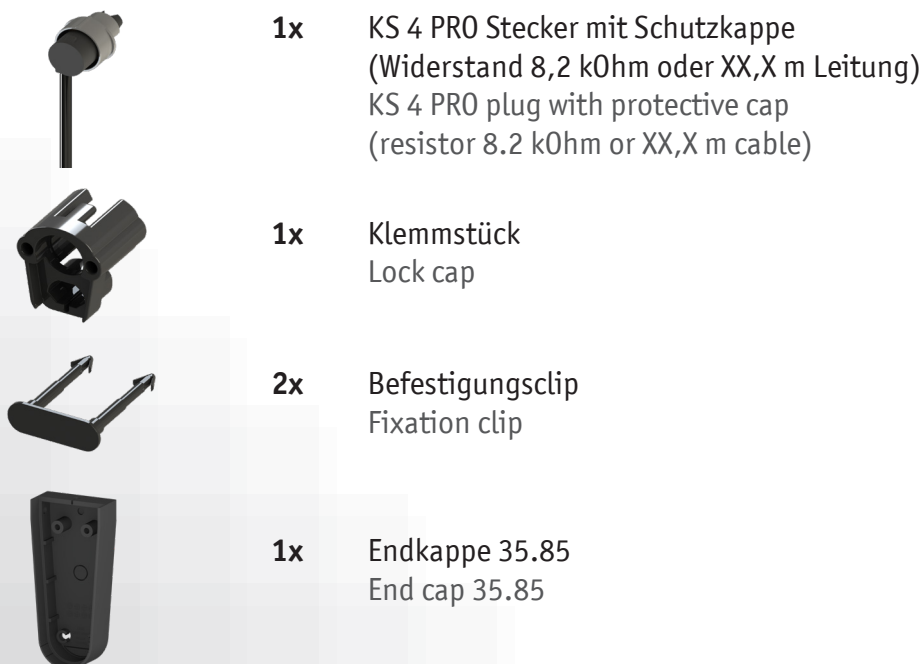 1x KS 4 PRO Stecker mit Schutzkappe
(Widerstand 8,2 kOhm oder XX,X m Leitung)
KS 4 PRO plug with protective cap
(resistor 8.2 kOhm or XX,X m cable)
1x Klemmstück
Lock cap
2x Befestigungsclip
Fixation clip
1x Endkappe 35.85
End cap 35.85